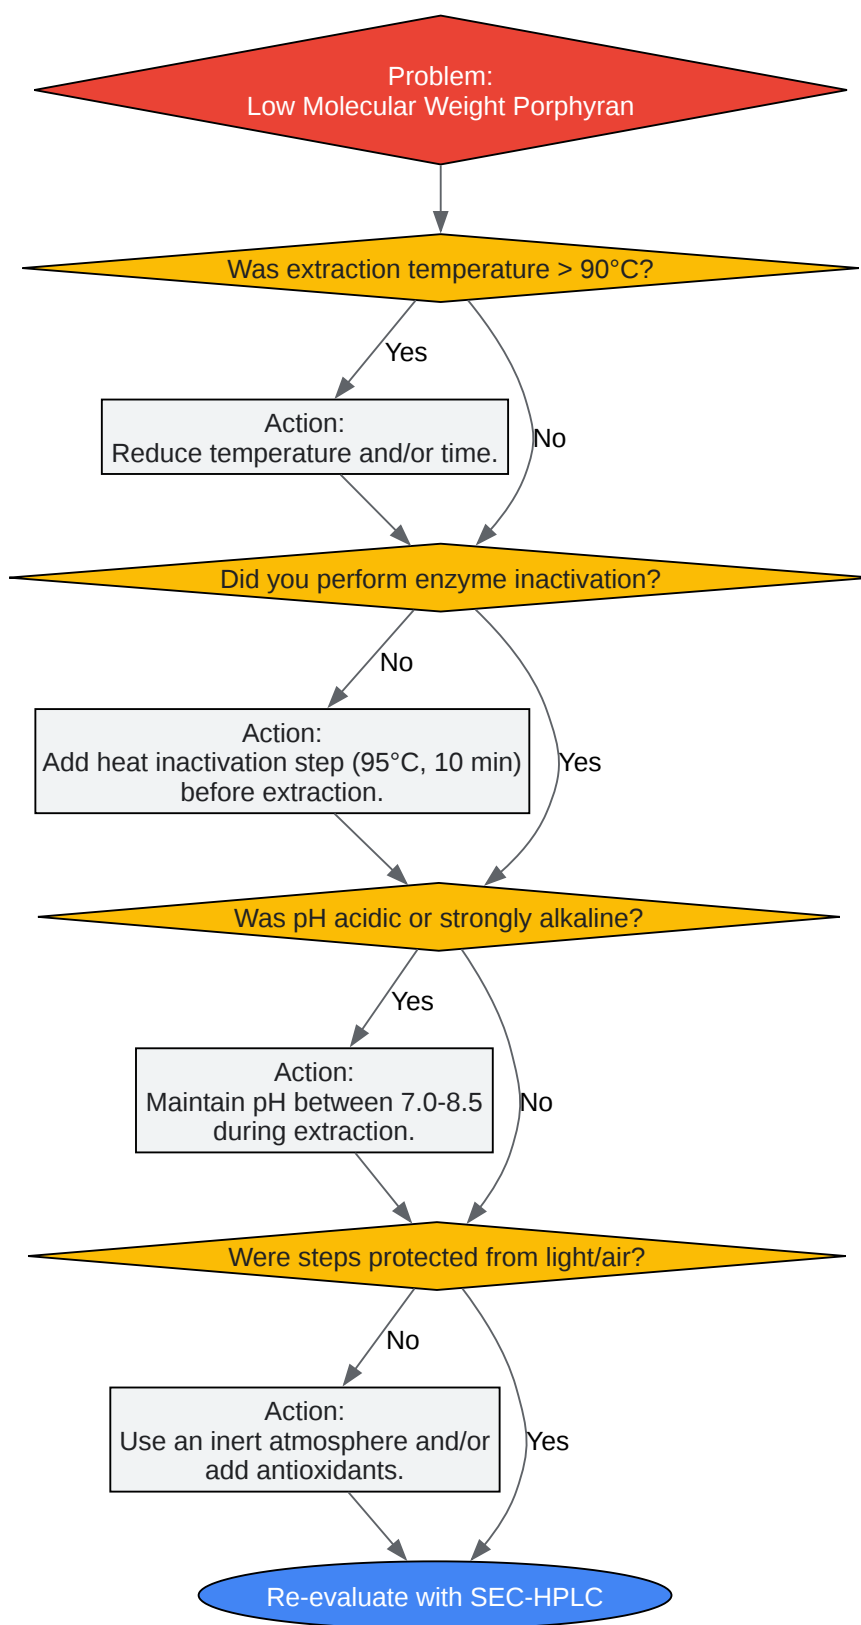 Problem:
Low Molecular Weight Porphyran
Was extraction temperature > 90°C?
Yes
No
Action:
Reduce temperature and/or time.
Did you perform enzyme inactivation?
No
Yes
Action:
Add heat inactivation step (95°C, 10 min)
before extraction.
Was pH acidic or strongly alkaline?
Yes
No
Action:
Maintain pH between 7.0-8.5
during extraction.
Were steps protected from light/air?
No
Yes
Action:
Use an inert atmosphere and/or
add antioxidants.
Re-evaluate with SEC-HPLC